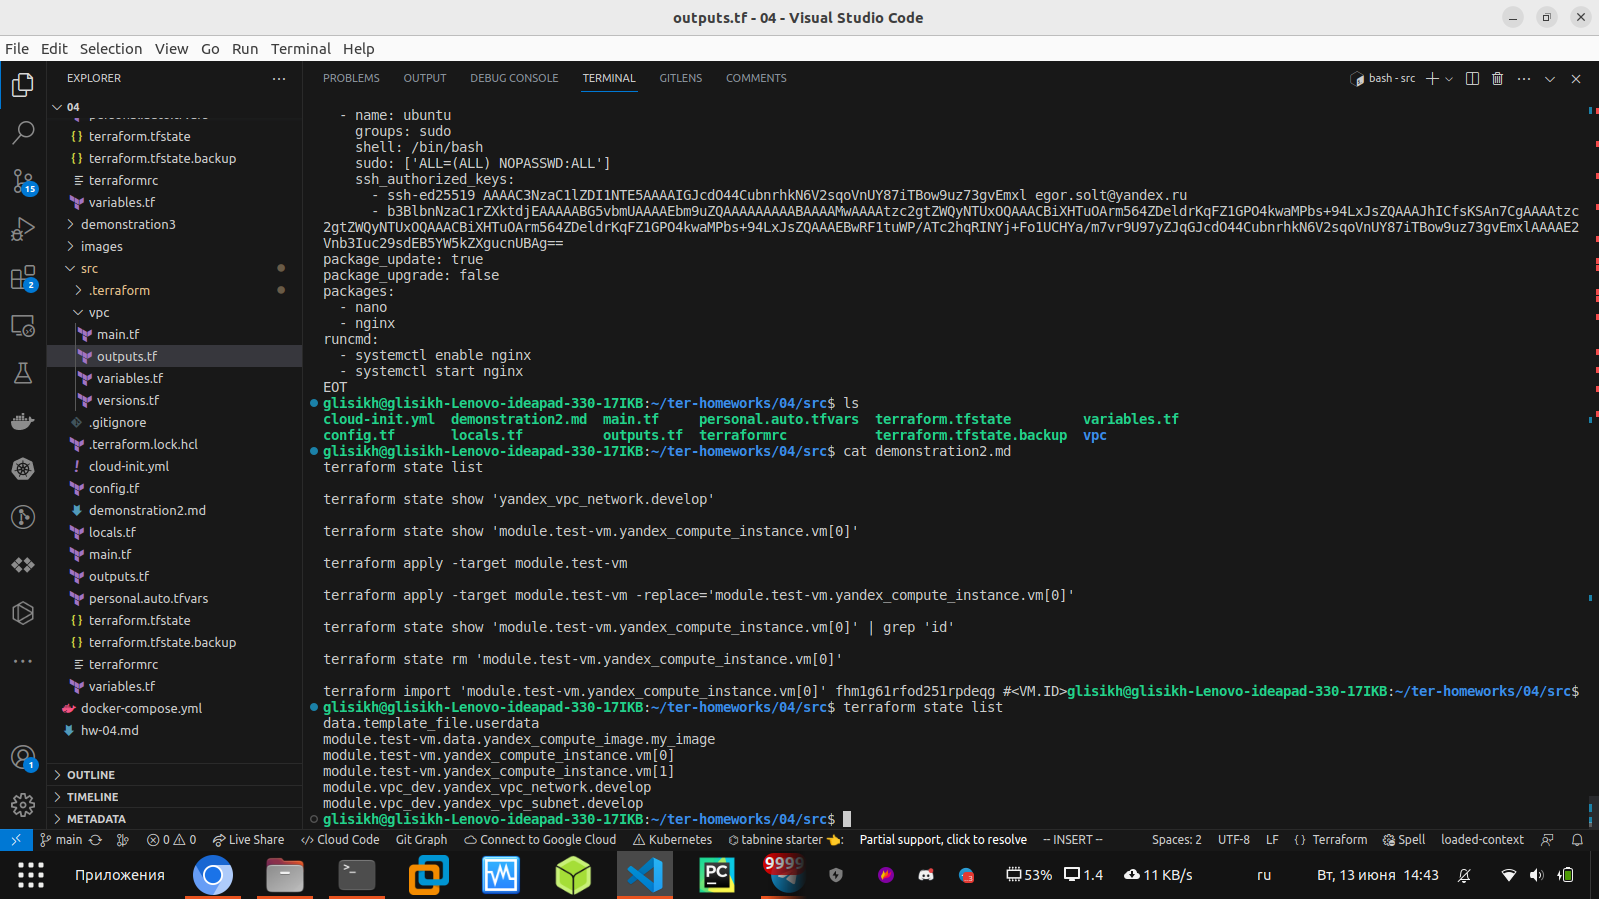 outputs.tf - 04 - Visual Studio Code
File Edit Selection View Go Run Terminal Help
EXPLORER
04
terraform.tfstate
terraform.tfstate.backup
terraformrc
variables.tf
demonstration3
images
src
.terraform
vpc
main.tf
outputs.tf
variables.tf
versions.tf
.gitignore
.terraform.lock.hcl
cloud-init.yml
config.tf
demonstration2.md
locals.tf
main.tf
outputs.tf
personal.auto.tfvars
terraform.tfstate
terraform.tfstate.backup
terraformrc
variables.tf
docker-compose.yml
hw-04.md
OUTLINE
TIMELINE
METADATA
15
2
1
PROBLEMS OUTPUT DEBUG CONSOLE TERMINAL GITLENS COMMENTS
bash - src
- name: ubuntu
groups: sudo
shell: /bin/bash
sudo: ['ALL=(ALL) NOPASSWD:ALL']
ssh_authorized_keys:
- ssh-ed25519 AAAAC3NzaC1lZDI1NTE5AAAAIGJcdO44CubnrhkN6V2sqoVnUY87iTBow9uz73gvEmxl egor.solt@yandex.ru
- b3BlbnNzaC1rZXktdjEAAAAABG5vbmUAAAAEbm9uZQAAAAAAAAABAAAAMwAAAAtzc2gtZWQyNTUxOQAAACBiXHTuOArm564ZDeldrKqFZ1GPO4kwaMPbs+94LxJsZQAAAJhICfsKSAn7CgAAAAtzc
2gtZWQyNTUxOQAAACBiXHTuOArm564ZDeldrKqFZ1GPO4kwaMPbs+94LxJsZQAAAEBwRF1tuWP/ATc2hqRINYj+Fo1UCHYa/m7vr9U97yZJqGJcdO44CubnrhkN6V2sqoVnUY87iTBow9uz73gvEmxlAAAAE2
Vnb3Iuc29sdEB5YW5kZXgucnUBAg==
package_update: true
package_upgrade: false
packages:
- nano
- nginx
runcmd:
- systemctl enable nginx
- systemctl start nginx
EOT
glisikh@glisikh-Lenovo-ideapad-330-17IKB:~/ter-homeworks/04/src$ ls
cloud-init.yml demonstration2.md main.tf personal.auto.tfvars terraform.tfstate variables.tf
config.tf locals.tf outputs.tf terraformrc terraform.tfstate.backup vpc
glisikh@glisikh-Lenovo-ideapad-330-17IKB:~/ter-homeworks/04/src$ cat demonstration2.md
terraform state list
terraform state show 'yandex_vpc_network.develop'
terraform state show 'module.test-vm.yandex_compute_instance.vm[0]'
terraform apply -target module.test-vm
terraform apply -target module.test-vm -replace='module.test-vm.yandex_compute_instance.vm[0]'
terraform state show 'module.test-vm.yandex_compute_instance.vm[0]' | grep 'id'
terraform state rm 'module.test-vm.yandex_compute_instance.vm[0]'
terraform import 'module.test-vm.yandex_compute_instance.vm[0]' fhm1g61rfod251rpdeqg #<VM.ID>glisikh@glisikh-Lenovo-ideapad-330-17IKB:~/ter-homeworks/04/src$
glisikh@glisikh-Lenovo-ideapad-330-17IKB:~/ter-homeworks/04/src$ terraform state list
data.template_file.userdata
module.test-vm.data.yandex_compute_image.my_image
module.test-vm.yandex_compute_instance.vm[0]
module.test-vm.yandex_compute_instance.vm[1]
module.vpc_dev.yandex_vpc_network.develop
module.vpc_dev.yandex_vpc_subnet.develop
glisikh@glisikh-Lenovo-ideapad-330-17IKB:~/ter-homeworks/04/src$
main 0 0 Live Share Cloud Code Git Graph Connect to Google Cloud Kubernetes tabnine starter Partial support, click to resolve -- INSERT -- Spaces: 2 UTF-8 LF Terraform Spell loaded-context
Приложения PC 9999 3 53% 1.4 11 KB/s ru Вт, 13 июня 14:43